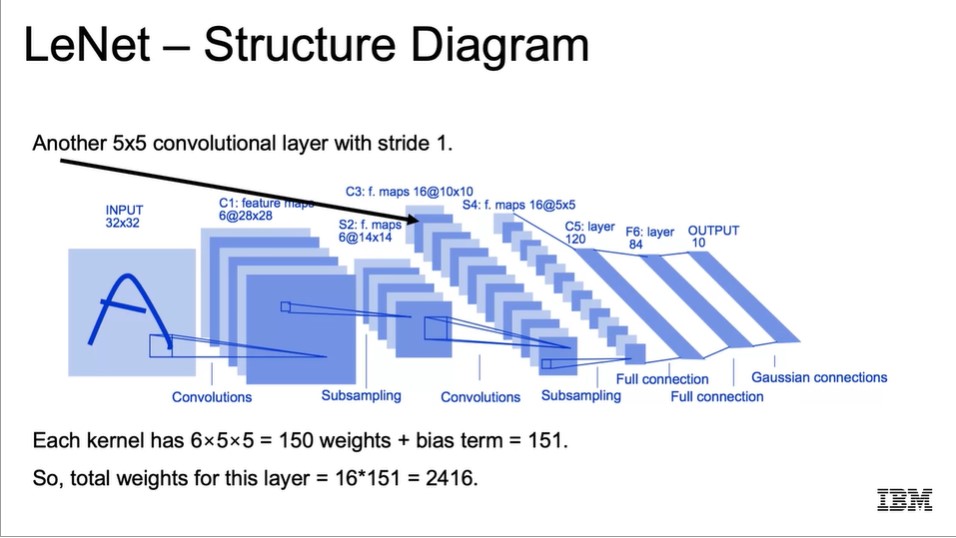 LeNet – Structure Diagram
Another 5x5 convolutional layer with stride 1.
INPUT
32x32
C1: feature maps
6@28x28
S2: f. maps
6@14x14
C3: f. maps 16@10x10
S4: f. maps 16@5x5
C5: layer
120
F6: layer
84
OUTPUT
10
A
Convolutions
Subsampling
Convolutions
Subsampling
Full connection
Full connection
Gaussian connections
Each kernel has 6×5×5 = 150 weights + bias term = 151.
So, total weights for this layer = 16*151 = 2416.
IBM